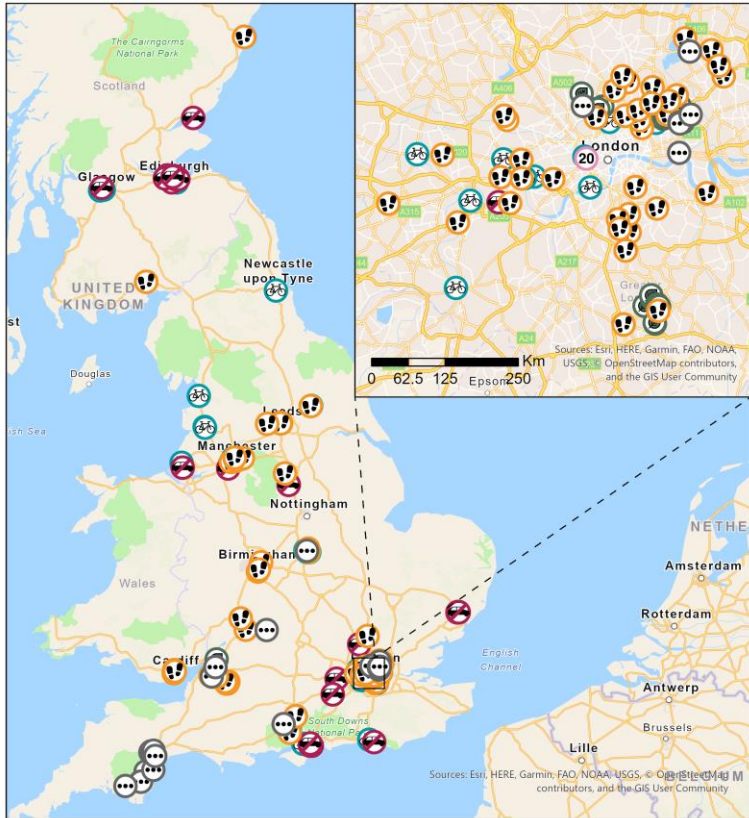 The Cairngorms
National Park
Scotland
Glasgow
Edinburgh
UNITED
KINGDOM
Newcastle
upon Tyne
Douglas
Leeds
Manchester
Nottingham
Birmingham
Wales
Cardiff
English
Channel
South Downs
National Park
NETHE
Amsterdam
Rotterdam
Antwerp
Brussels
Lille
BELGIUM
Sources: Esri, HERE, Garmin, FAO, NOAA, USGS, © OpenStreetMap
contributors, and the GIS User Community
A406
A502
London
20
A315
A102
A217
A24
Epsom
Km
0 62.5 125 250
Sources: Esri, HERE, Garmin, FAO, NOAA,
USGS, © OpenStreetMap contributors,
and the GIS User Community